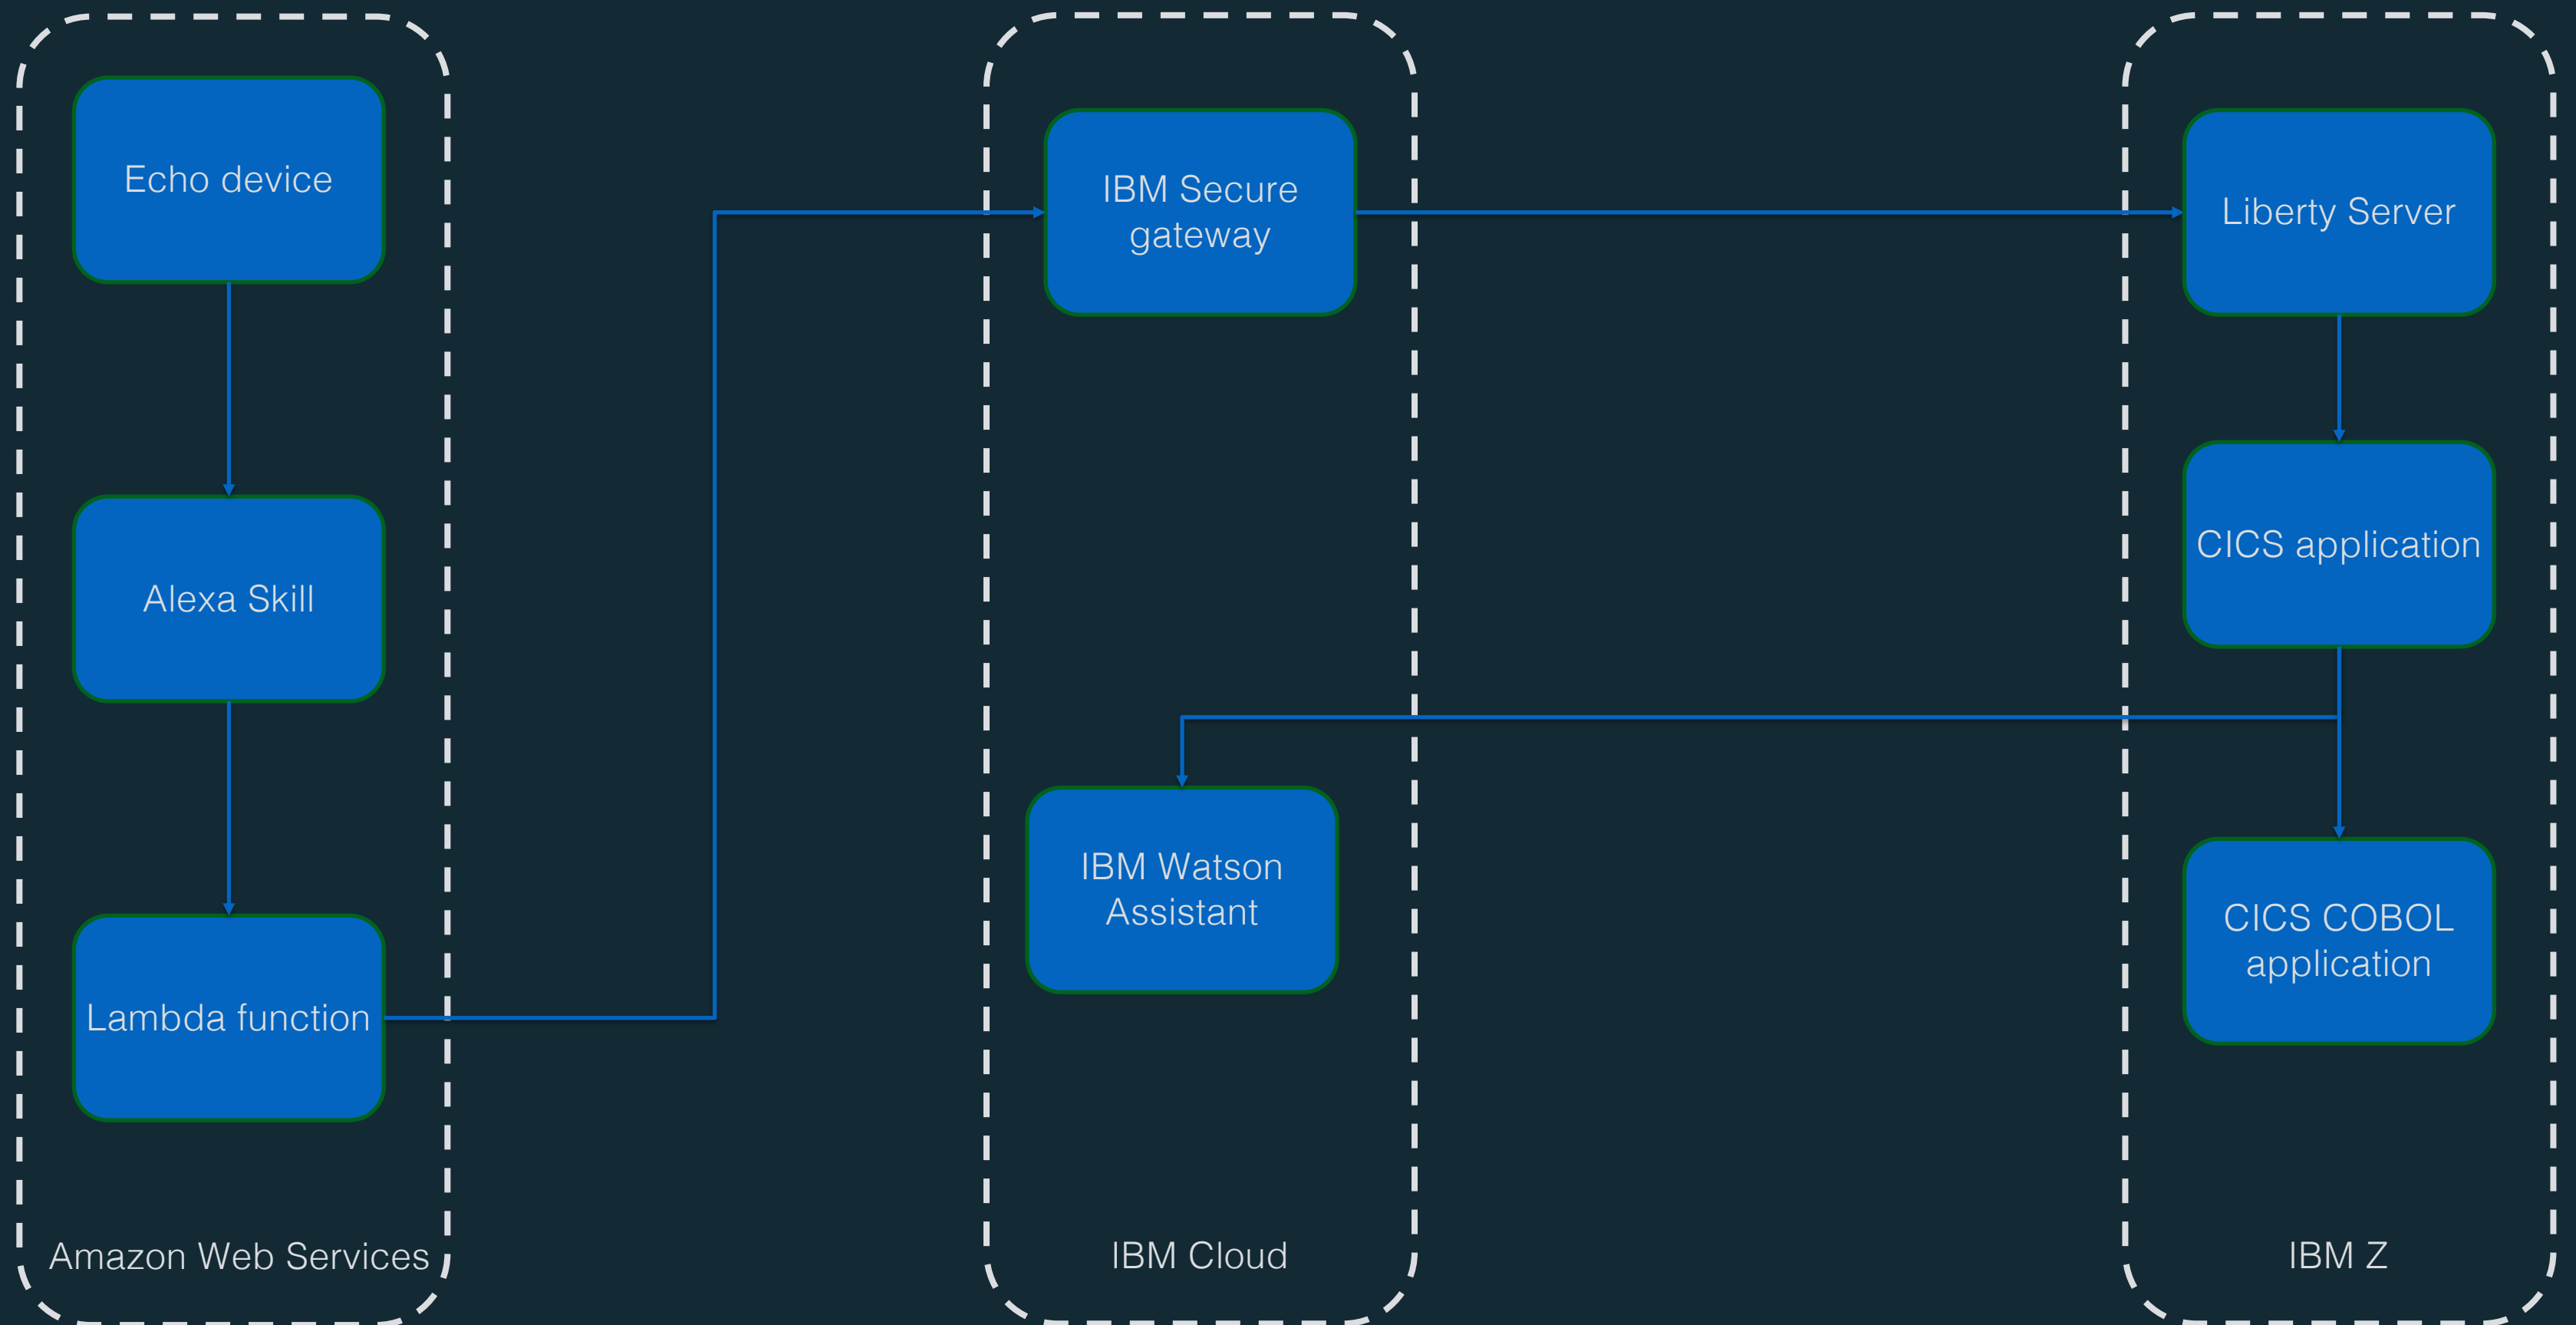 Echo device
Alexa Skill
Lambda function
Amazon Web Services
IBM Secure
gateway
IBM Watson
Assistant
IBM Cloud
Liberty Server
CICS application
CICS COBOL
application
IBM Z